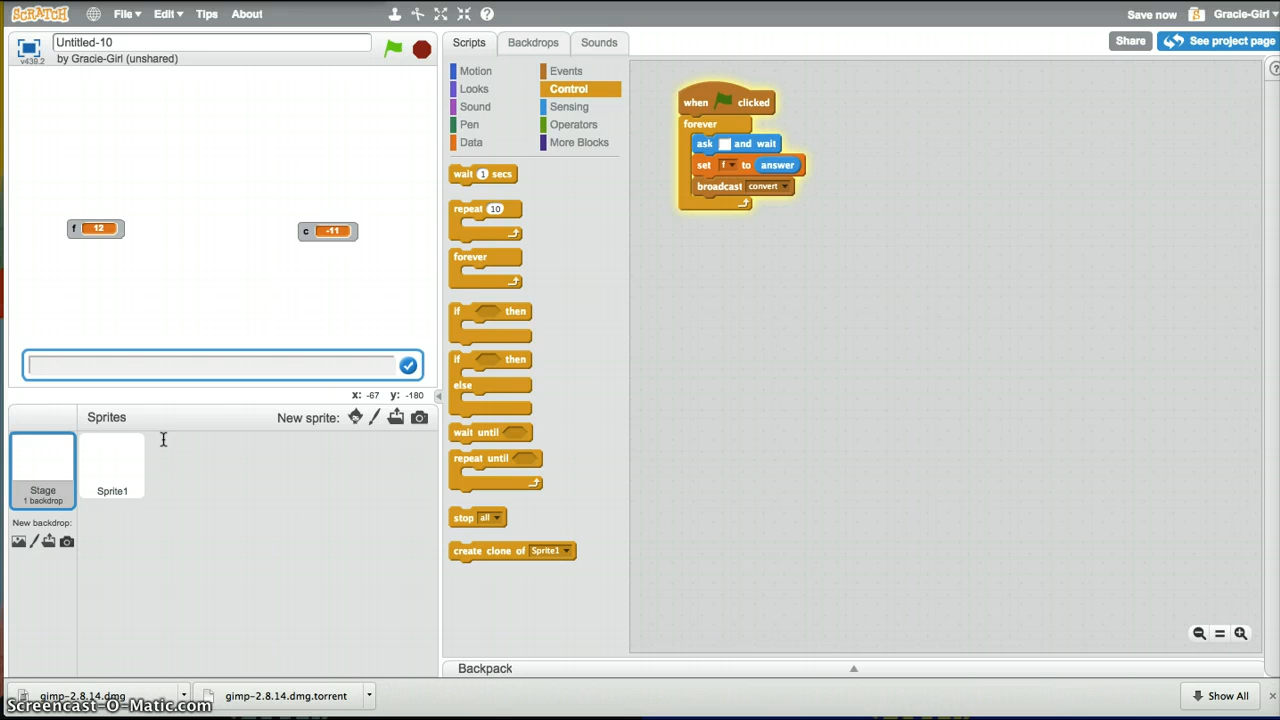 SCRATCH File Edit Tips About Save now Gracie-Girl
Untitled-10
by Gracie-Girl (unshared)
v439.2
Scripts Backdrops Sounds
Share See project page
Motion Events
Looks Control
Sound Sensing
Pen Operators
Data More Blocks
wait 1 secs
repeat 10
forever
if then
if then
else
wait until
repeat until
stop all
create clone of Sprite1
when clicked
forever
ask and wait
set f to answer
broadcast convert
f 12
c -11
x: -67 y: -180
Sprites New sprite:
Stage
1 backdrop
Sprite1
New backdrop:
Backpack
gimp-2.8.14.dmg gimp-2.8.14.dmg.torrent Show All
Screencast-O-Matic.com